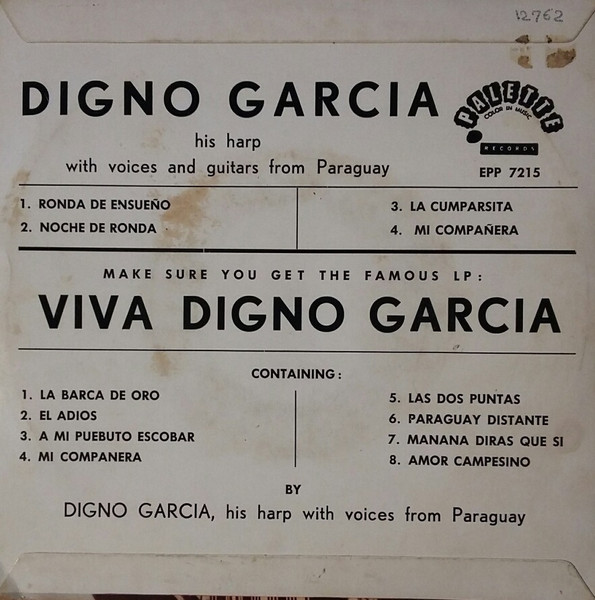 12762
DIGNO GARCIA
his harp
with voices and guitars from Paraguay
PALETTE
COLOR IN MUSIC
RECORDS
EPP 7215
1. RONDA DE ENSUEÑO
2. NOCHE DE RONDA
3. LA CUMPARSITA
4. MI COMPAÑERA
MAKE SURE YOU GET THE FAMOUS LP:
VIVA DIGNO GARCIA
CONTAINING:
1. LA BARCA DE ORO
2. EL ADIOS
3. A MI PUEBUTO ESCOBAR
4. MI COMPANERA
5. LAS DOS PUNTAS
6. PARAGUAY DISTANTE
7. MANANA DIRAS QUE SI
8. AMOR CAMPESINO
BY
DIGNO GARCIA, his harp with voices from Paraguay